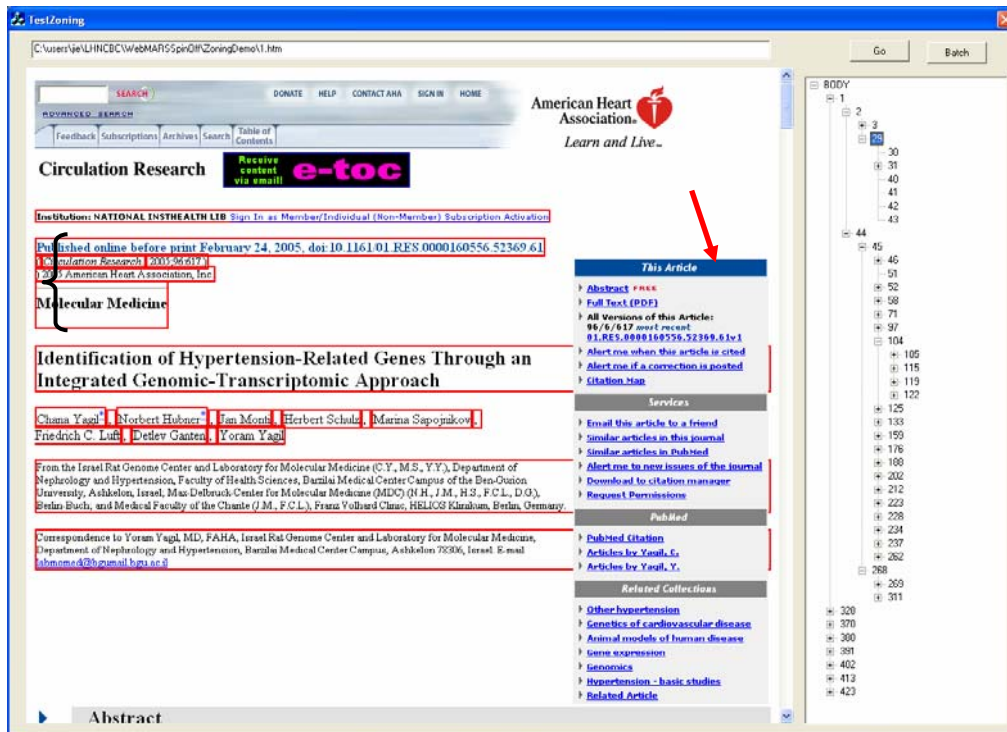 TestZoning
C:\users\jie\LHNCBC\WebMARSSpinOff\ZoningDemo\1.htm
Go
Batch
SEARCH
DONATE HELP CONTACT AHA SIGN IN HOME
ADVANCED SEARCH
Feedback Subscriptions Archives Search Table of Contents
American Heart
Association®
Learn and Live
Circulation Research
Receive
content
via email!
e-toc
Institution: NATIONAL INSTHEALTH LIB Sign In as Member/Individual (Non-Member) Subscription Activation
Published online before print February 24, 2005, doi:10.1161/01.RES.0000160556.52369.61
Circulation Research 2005;96:617
2005 American Heart Association, Inc
Molecular Medicine
Identification of Hypertension-Related Genes Through an
Integrated Genomic-Transcriptomic Approach
Chana Yagil*, Norbert Hubner*, Jan Monti, Herbert Schulz, Marina Sapojnikov,
Friedrich C. Luft, Detlev Ganten, Yoram Yagil
From the Israel Rat Genome Center and Laboratory for Molecular Medicine (C.Y., M.S., Y.Y.), Department of
Nephrology and Hypertension, Faculty of Health Sciences, Barzilai Medical Center Campus of the Ben-Gurion
University, Ashkelon, Israel; Max-Delbruck-Center for Molecular Medicine (MDC) (N.H., J.M., H.S., F.C.L., D.G.),
Berlin-Buch; and Medical Faculty of the Charite (J.M., F.C.L.), Franz Volhard Clinic, HELIOS Klinikum, Berlin, Germany.
Correspondence to Yoram Yagil, MD, FAHA, Israel Rat Genome Center and Laboratory for Molecular Medicine,
Department of Nephrology and Hypertension, Barzilai Medical Center Campus, Ashkelon 78306, Israel. E-mail
labmomed@bgumail.bgu.ac.il
This Article
Abstract FREE
Full Text (PDF)
All Versions of this Article:
96/6/617 most recent
01.RES.0000160556.52369.61v1
Alert me when this article is cited
Alert me if a correction is posted
Citation Map
Services
Email this article to a friend
Similar articles in this journal
Similar articles in PubMed
Alert me to new issues of the journal
Download to citation manager
Request Permissions
PubMed
PubMed Citation
Articles by Yagil, C.
Articles by Yagil, Y.
Related Collections
Other hypertension
Genetics of cardiovascular disease
Animal models of human disease
Gene expression
Genomics
Hypertension - basic studies
Related Article
Abstract
BODY
1
2
3
29
30
31
40
41
42
43
44
45
46
51
52
58
71
97
104
105
115
119
122
125
133
159
176
188
202
212
223
228
234
237
262
268
269
311
320
370
380
391
402
413
423